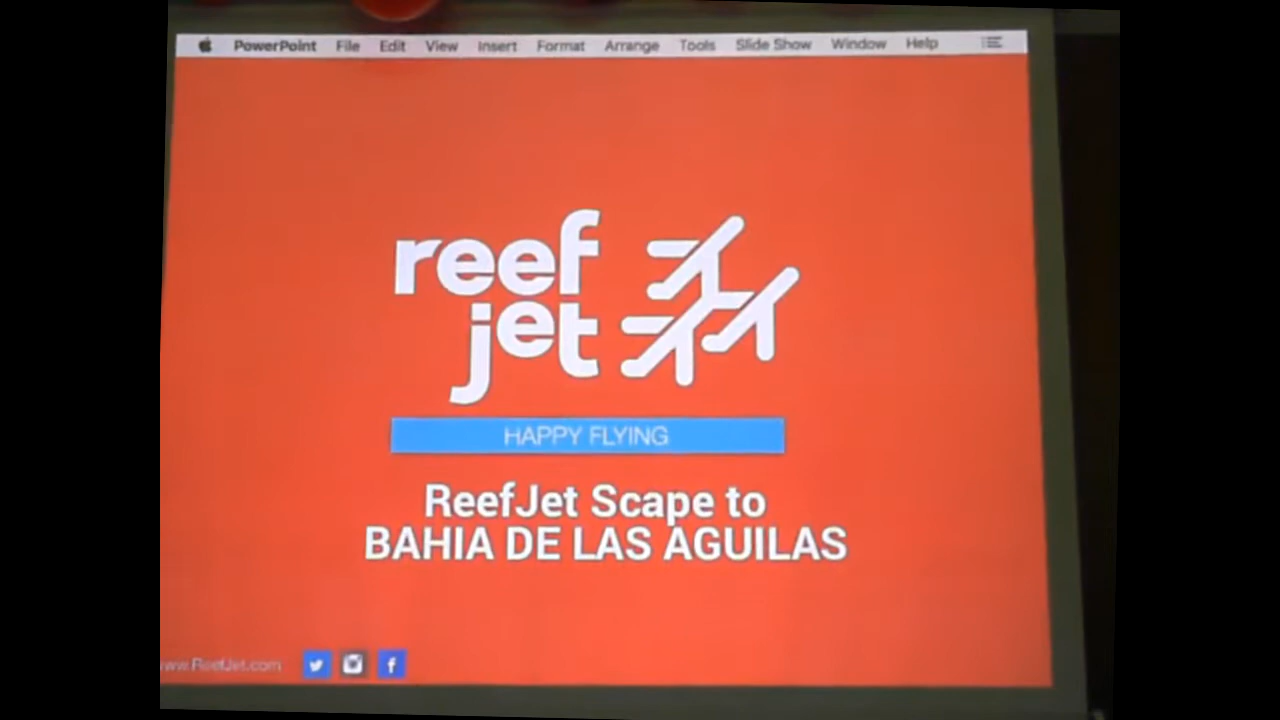 PowerPoint File Edit View Insert Format Arrange Tools Slide Show Window Help
reef
jet
HAPPY FLYING
ReefJet Scape to
BAHIA DE LAS AGUILAS
www.ReefJet.com